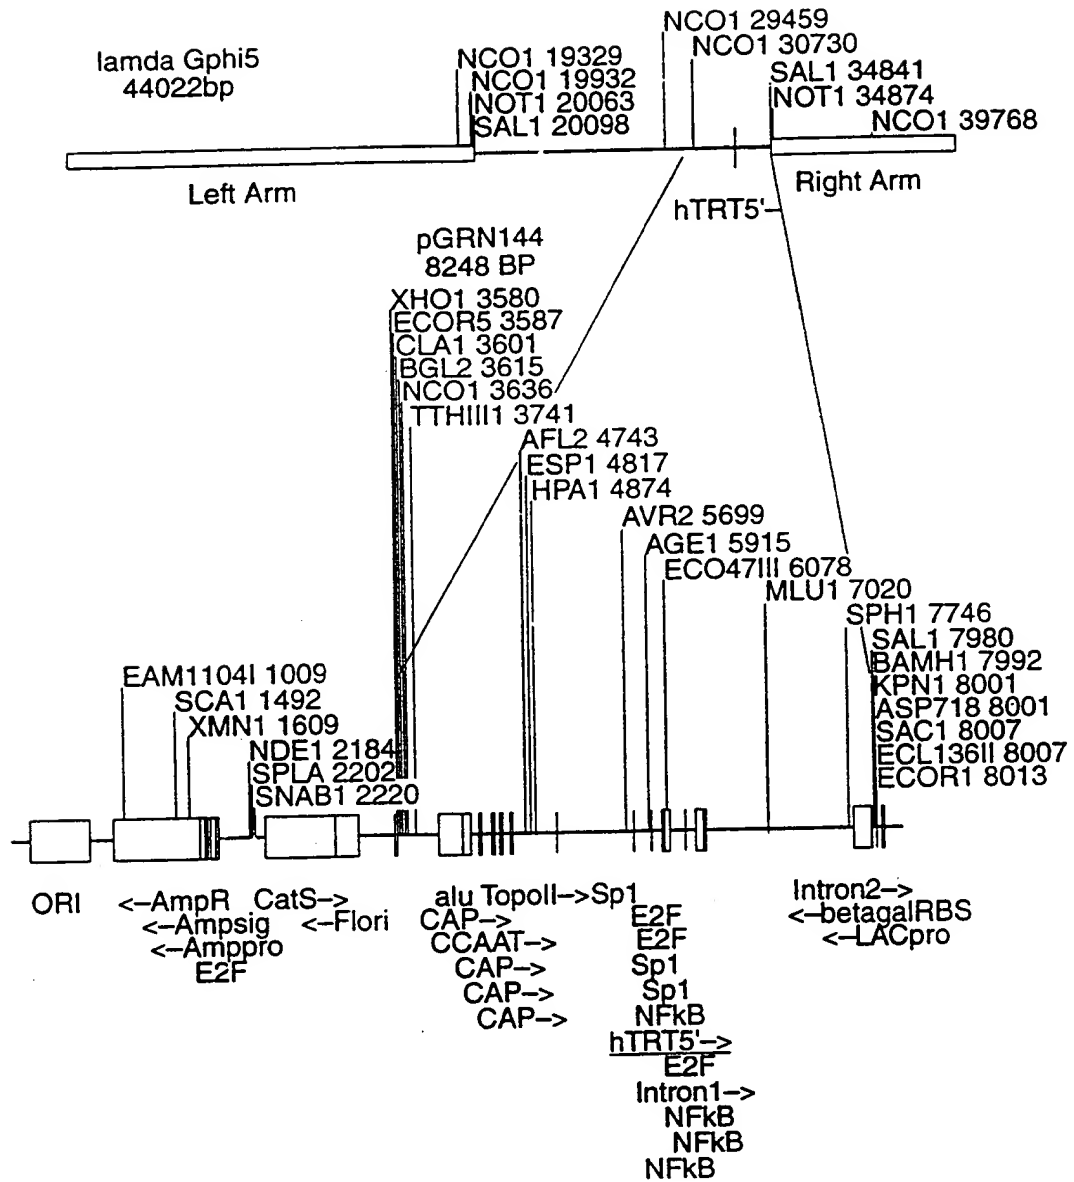 lamda Gphi5
44022bp
NCO1 19329
NCO1 19932
NOT1 20063
SAL1 20098
NCO1 29459
NCO1 30730
SAL1 34841
NOT1 34874
NCO1 39768
Left Arm
Right Arm
hTRT5'
pGRN144
8248 BP
XHO1 3580
ECOR5 3587
CLA1 3601
BGL2 3615
NCO1 3636
TTHIII1 3741
AFL2 4743
ESP1 4817
HPA1 4874
AVR2 5699
AGE1 5915
ECO47III 6078
MLU1 7020
SPH1 7746
SAL1 7980
BAMH1 7992
KPN1 8001
ASP718 8001
SAC1 8007
ECL136II 8007
ECOR1 8013
EAM1104I 1009
SCA1 1492
XMN1 1609
NDE1 2184
SPLA 2202
SNAB1 2220
ORI
<–AmpR
<–Ampsig
<–Amppro
E2F
CatS–>
<–Flori
alu TopoII–>Sp1
CAP–>
CCAAT–>
CAP–>
CAP–>
CAP–>
E2F
E2F
Sp1
Sp1
NFkB
hTRT5'–>
E2F
Intron1–>
NFkB
NFkB
NFkB
Intron2–>
<–betagalRBS
<–LACpro